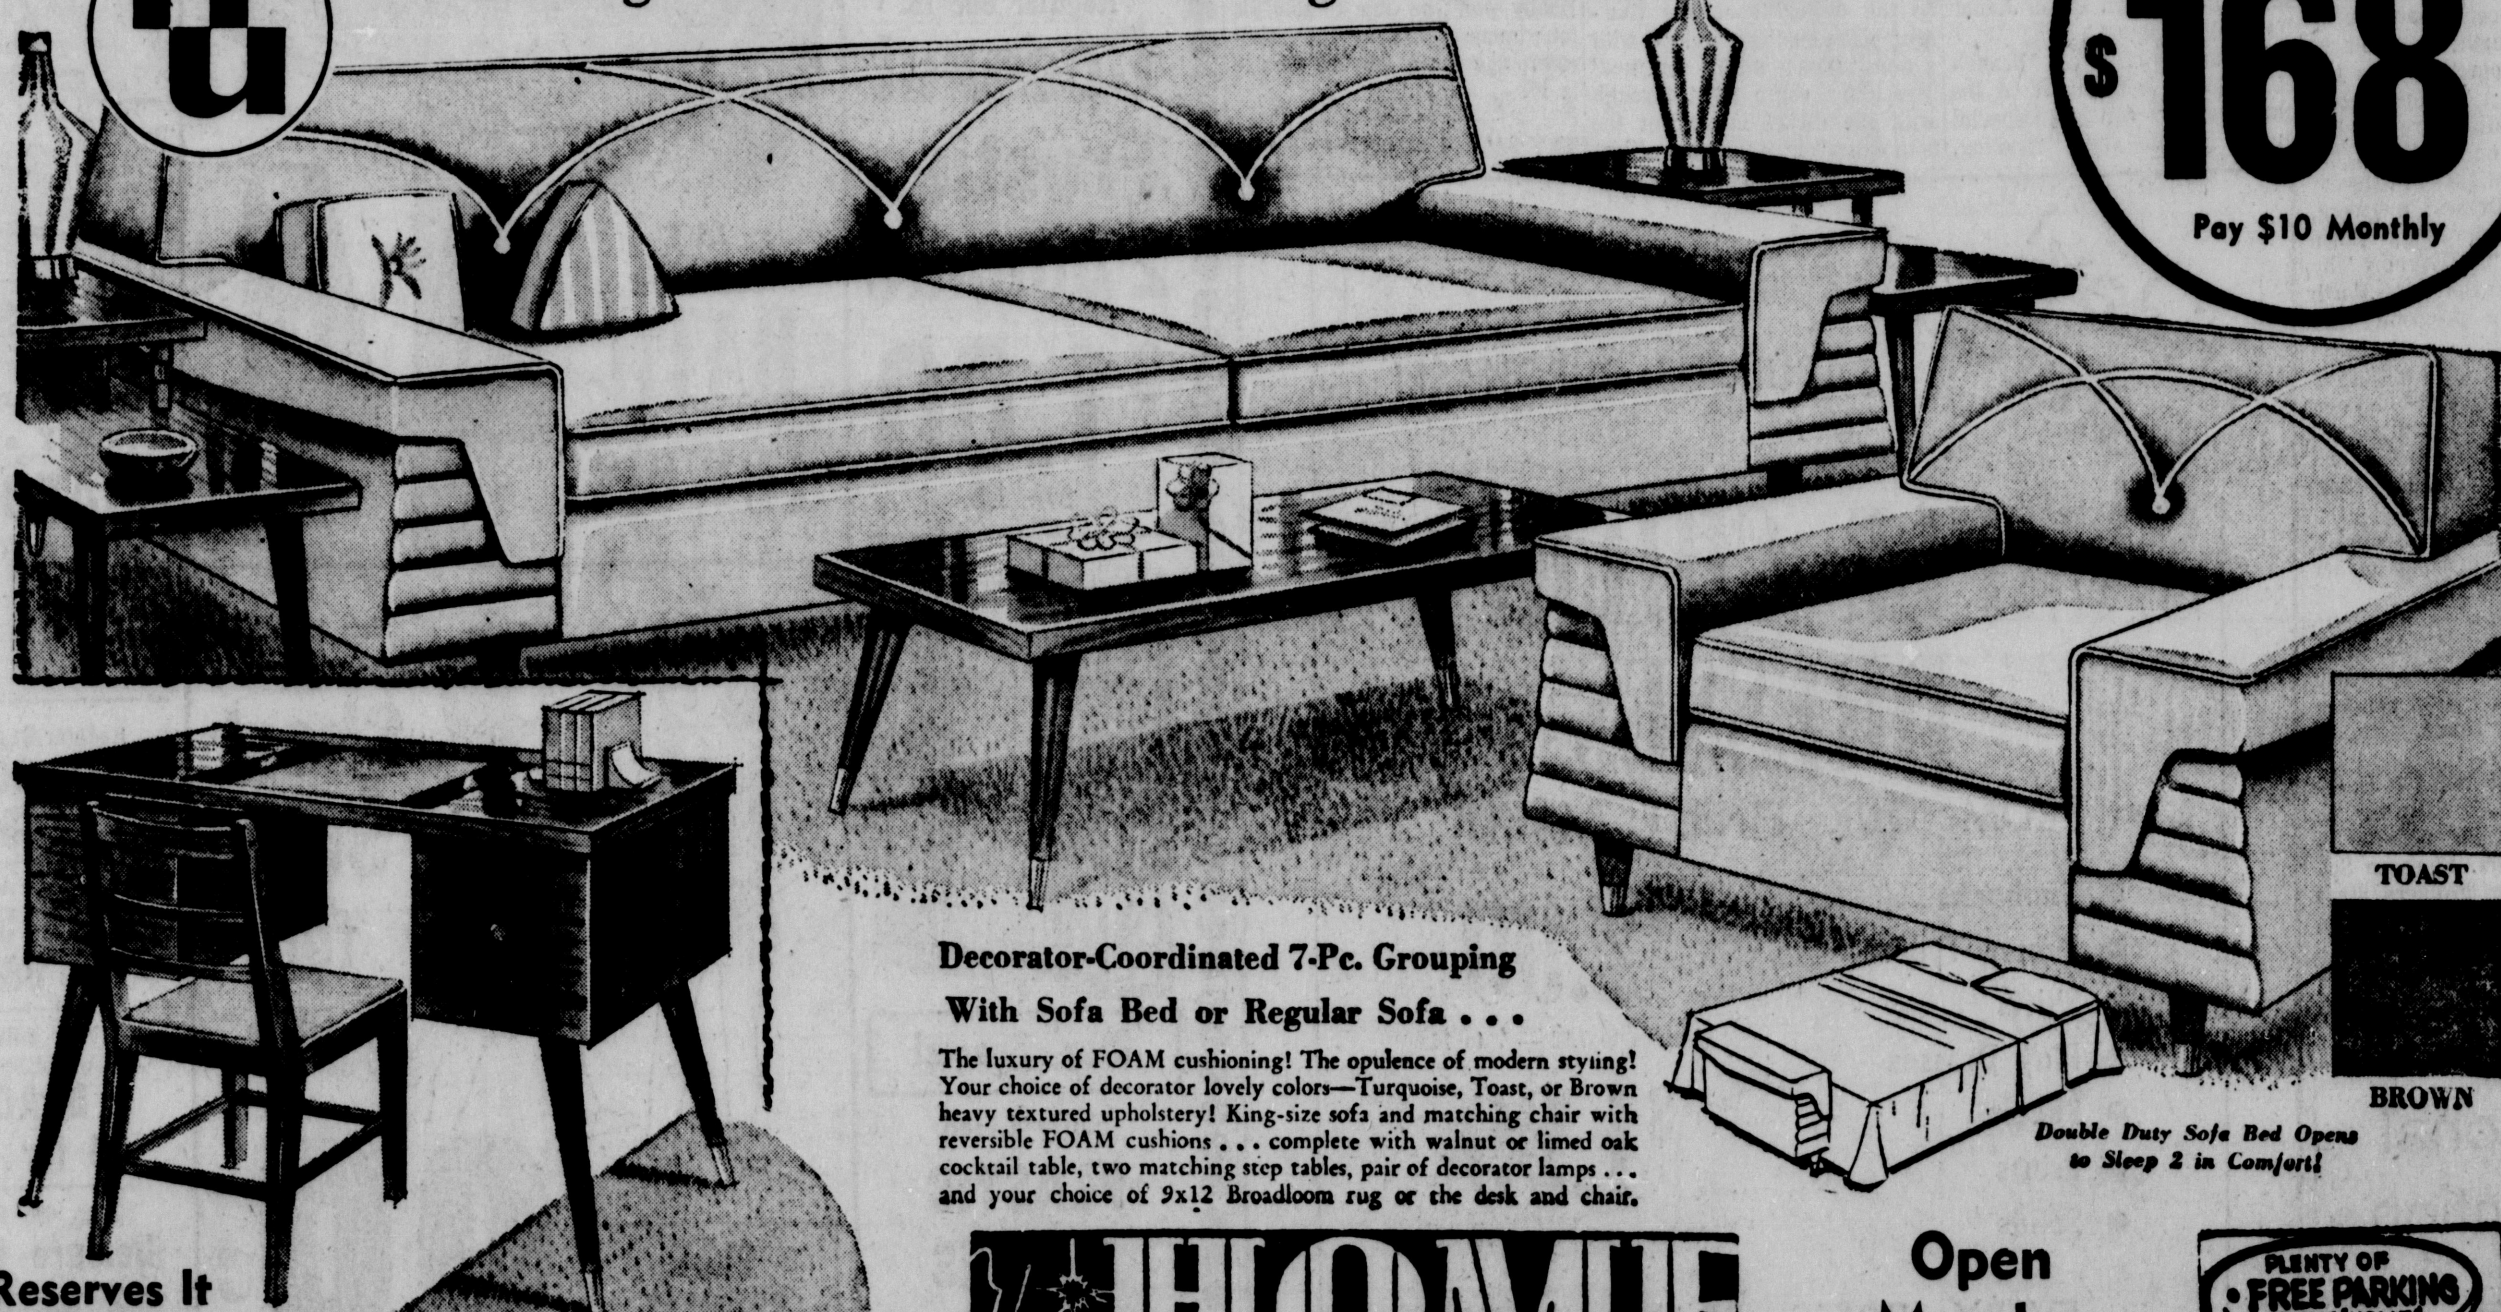 u
$168
Pay $10 Monthly
TOAST
BROWN
Decorator-Coordinated 7-Pc. Grouping
With Sofa Bed or Regular Sofa . . .
The luxury of FOAM cushioning! The opulence of modern styling!
Your choice of decorator lovely colors—Turquoise, Toast, or Brown
heavy textured upholstery! King-size sofa and matching chair with
reversible FOAM cushions . . . complete with walnut or limed oak
cocktail table, two matching step tables, pair of decorator lamps . . .
and your choice of 9x12 Broadloom rug or the desk and chair.
Double Duty Sofa Bed Opens
to Sleep 2 in Comfort!
Reserves It
HOME
Open
PLENTY OF
• FREE PARKING